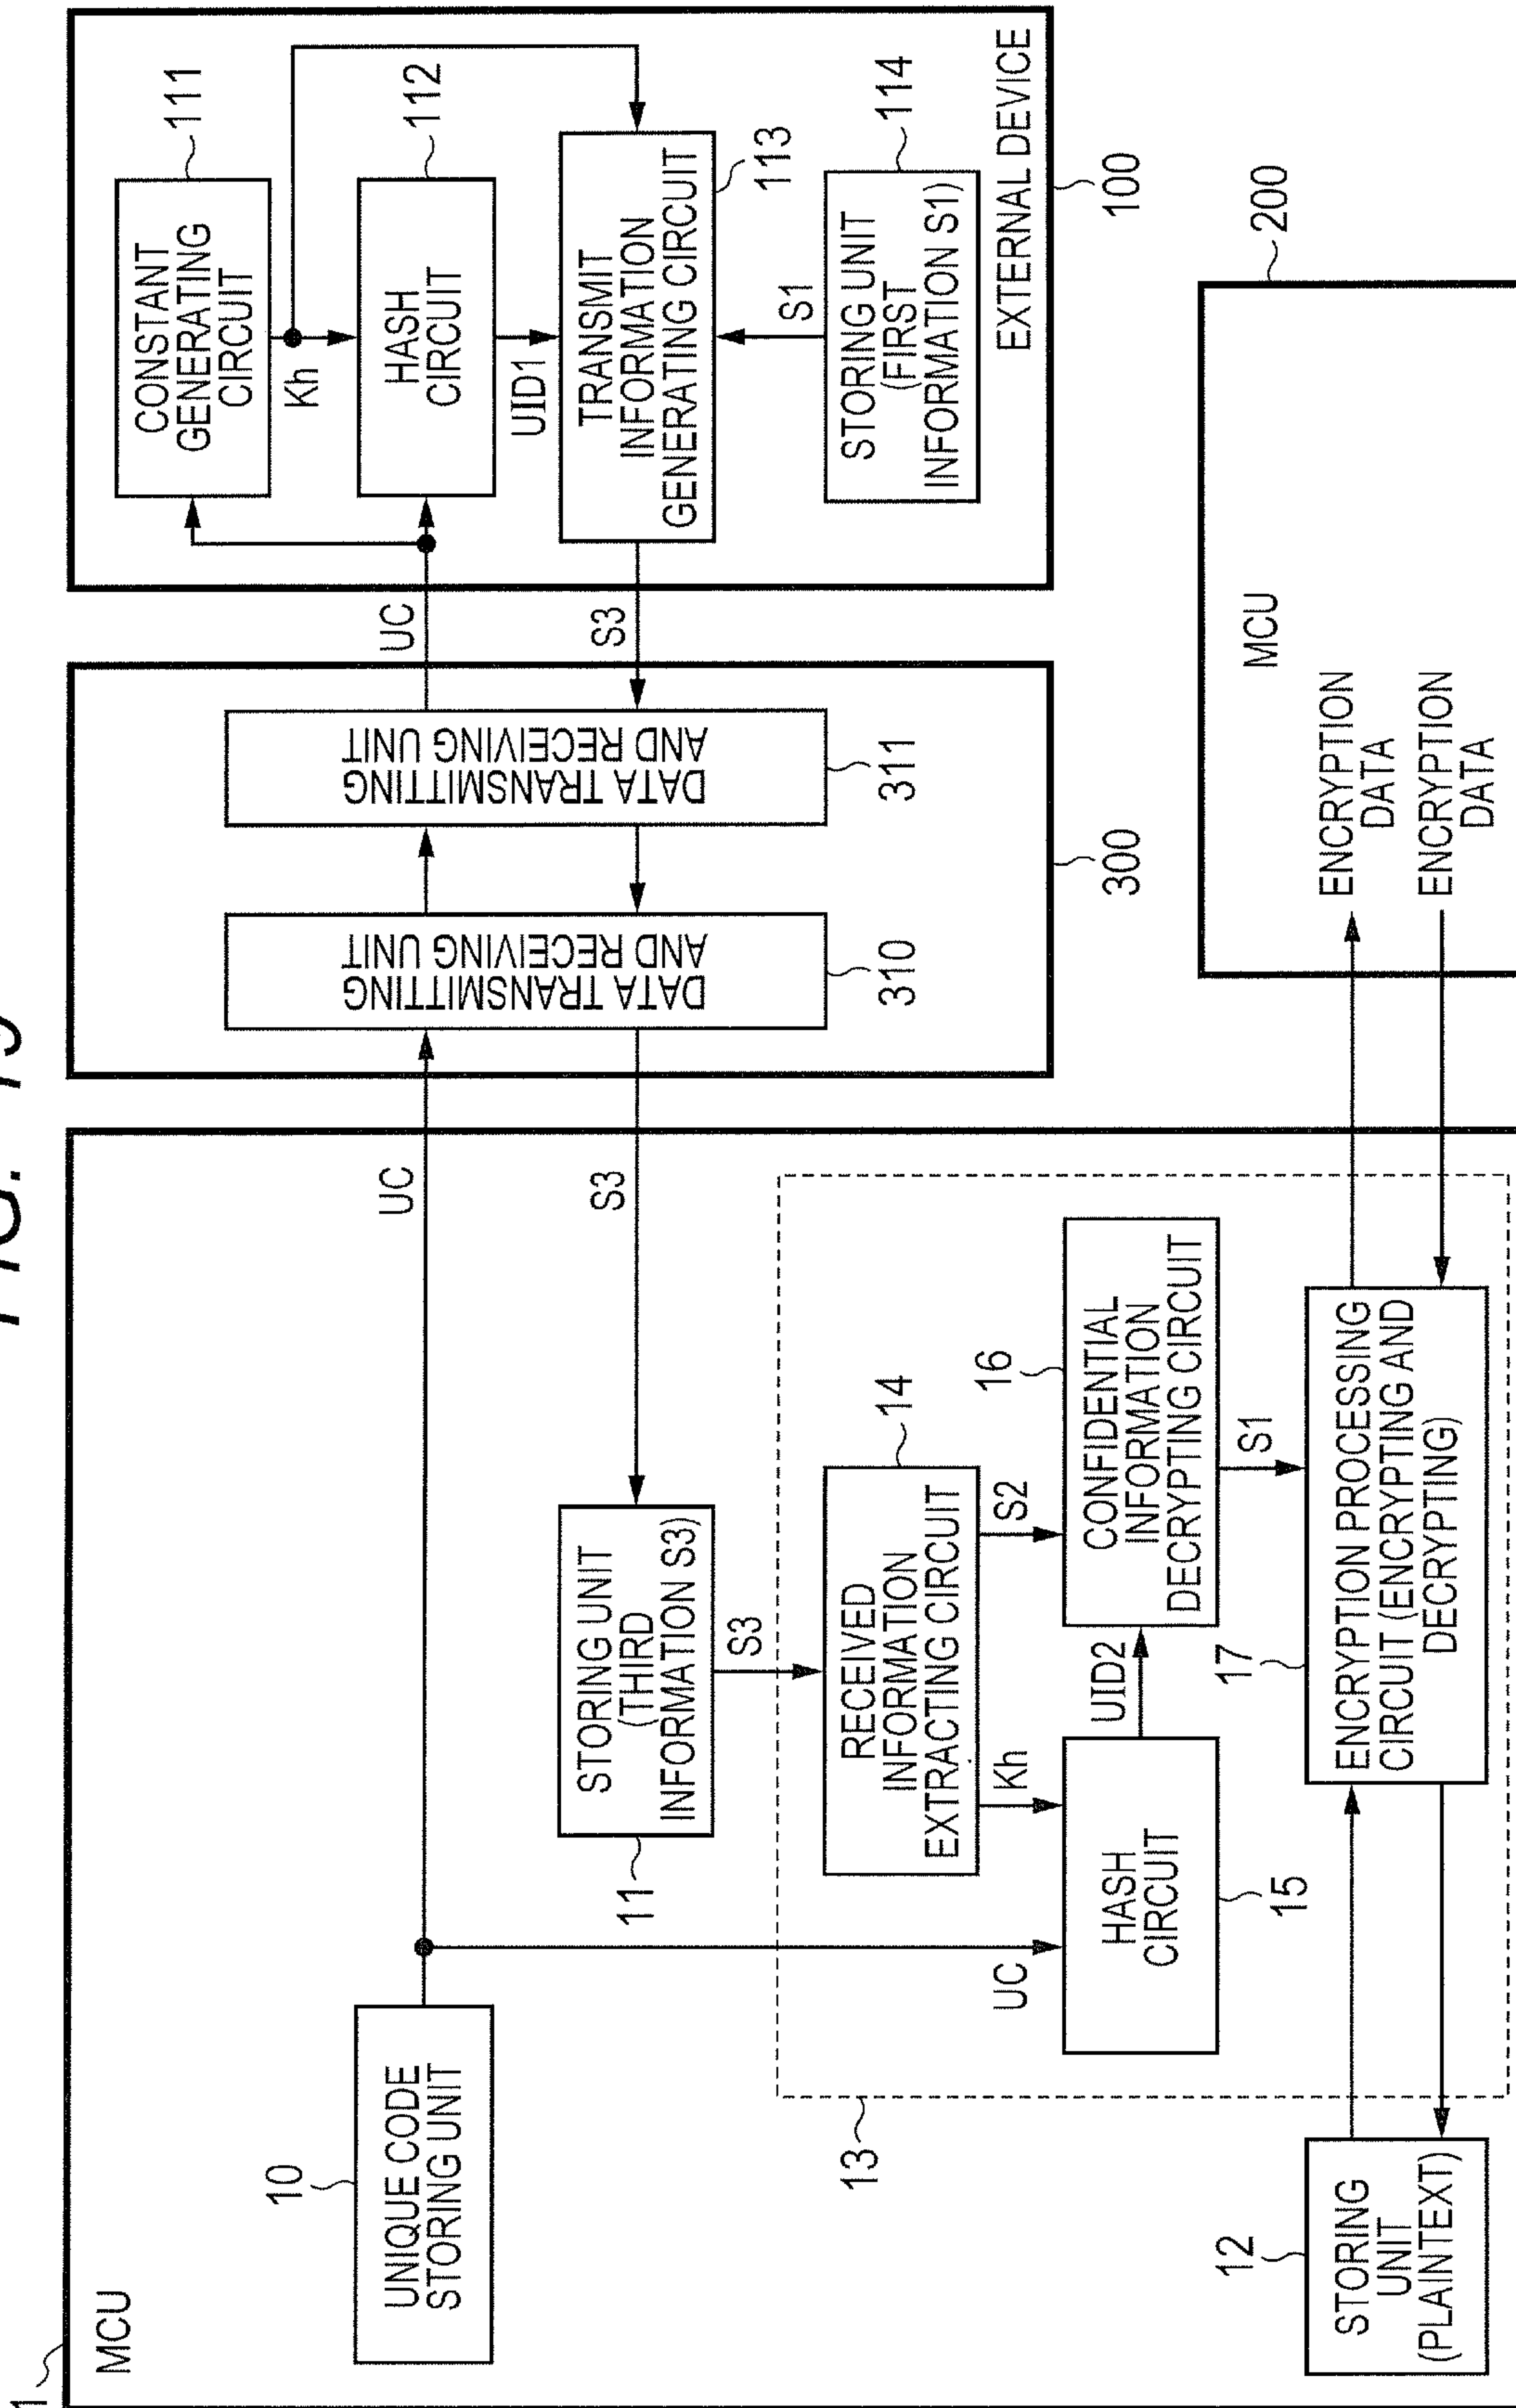 1
MCU
10
UNIQUE CODE
STORING UNIT
UC
S3
STORING UNIT
(THIRD
INFORMATION S3)
11
S3
13
RECEIVED
INFORMATION
EXTRACTING CIRCUIT
14
Kh
S2
UC
HASH
CIRCUIT
15
UID2
CONFIDENTIAL
INFORMATION
DECRYPTING CIRCUIT
16
S1
12
STORING
UNIT
(PLAINTEXT)
17
ENCRYPTION PROCESSING
CIRCUIT (ENCRYPTING AND
DECRYPTING)
DATA TRANSMITTING
AND RECEIVING UNIT
310
DATA TRANSMITTING
AND RECEIVING UNIT
311
300
UC
S3
CONSTANT
GENERATING
CIRCUIT
111
Kh
HASH
CIRCUIT
112
UID1
TRANSMIT
INFORMATION
GENERATING CIRCUIT
113
S1
STORING UNIT
(FIRST
INFORMATION S1)
114
EXTERNAL DEVICE
100
200
MCU
ENCRYPTION
DATA
ENCRYPTION
DATA